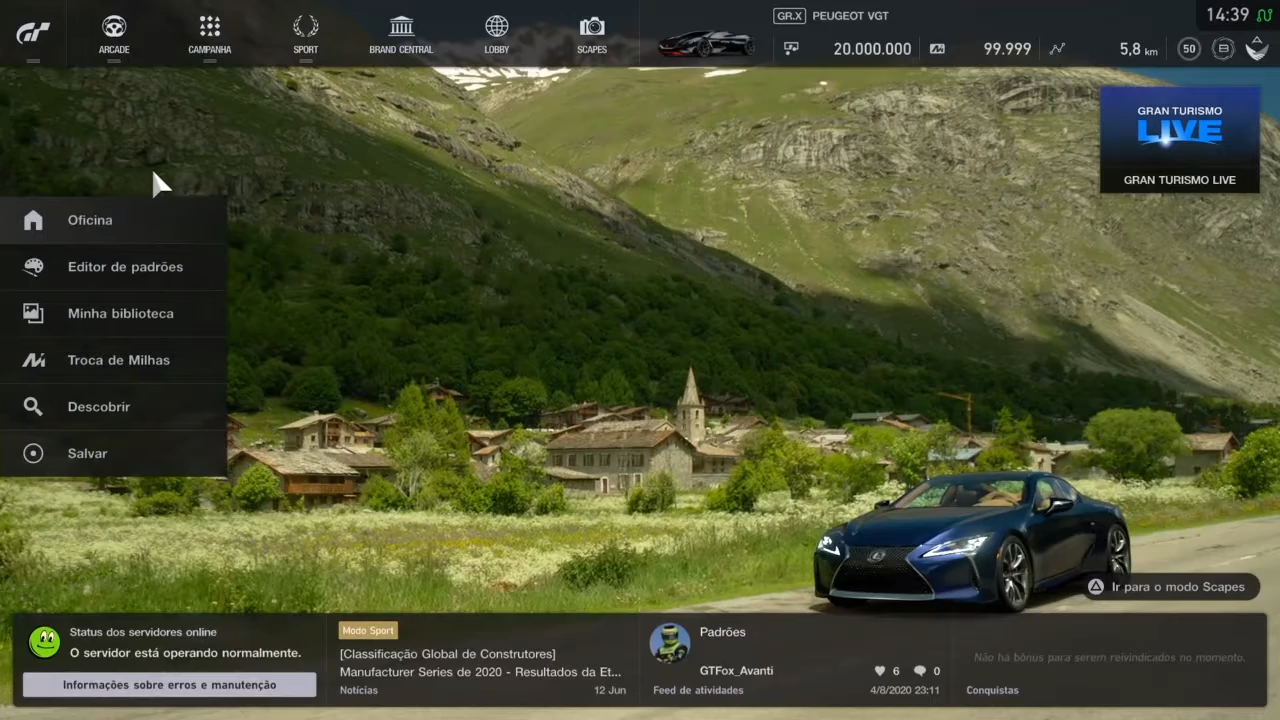 ARCADE
CAMPANHA
SPORT
BRAND CENTRAL
LOBBY
SCAPES
GR.X PEUGEOT VGT
14:39
20.000.000
99.999
5,8 km
50
B
GRAN TURISMO
LIVE
GRAN TURISMO LIVE
Oficina
Editor de padrões
Minha biblioteca
Troca de Milhas
Descobrir
Salvar
Ir para o modo Scapes
Status dos servidores online
O servidor está operando normalmente.
Informações sobre erros e manutenção
Modo Sport
[Classificação Global de Construtores]
Manufacturer Series de 2020 - Resultados da Et...
Notícias 12 Jun
Padrões
GTFox_Avanti 6 0
Feed de atividades 4/8/2020 23:11
Não há bônus para serem reivindicados no momento.
Conquistas